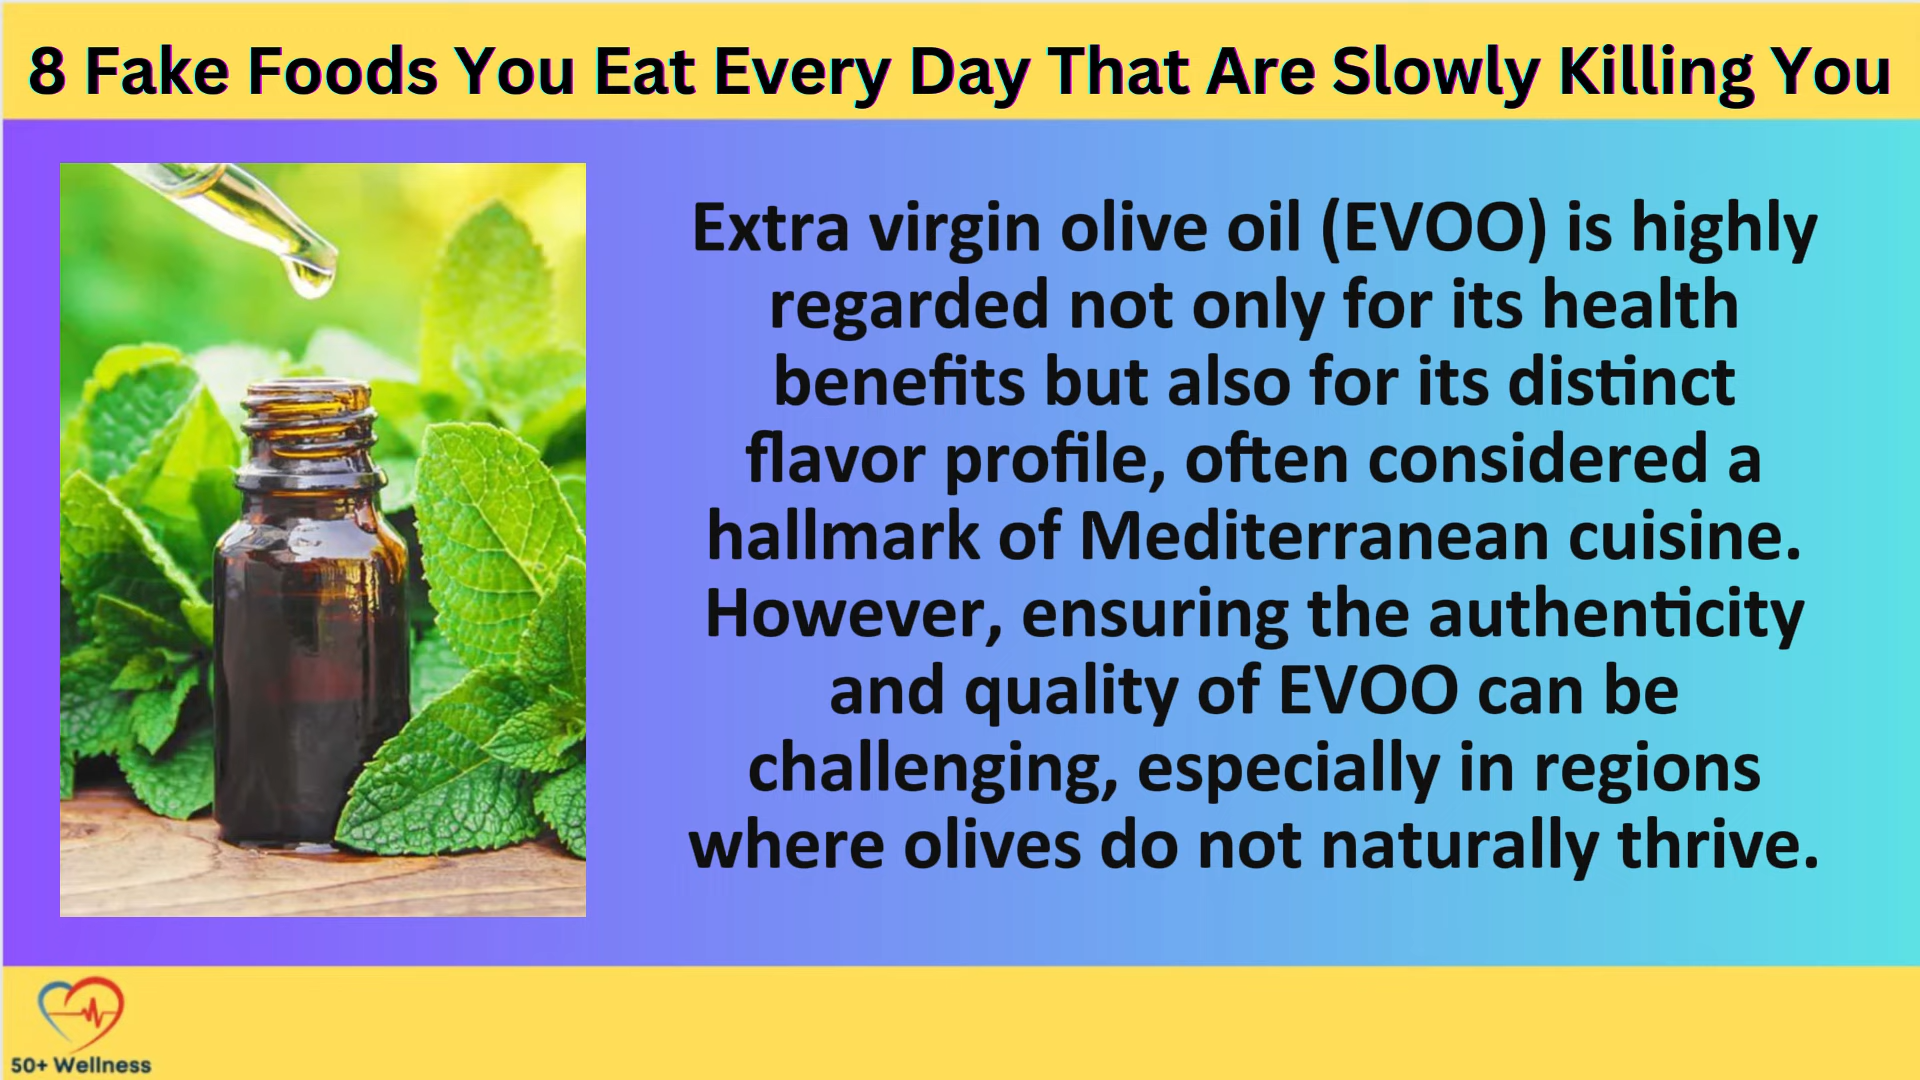 8 Fake Foods You Eat Every Day That Are Slowly Killing You
Extra virgin olive oil (EVOO) is highly
regarded not only for its health
benefits but also for its distinct
flavor profile, often considered a
hallmark of Mediterranean cuisine.
However, ensuring the authenticity
and quality of EVOO can be
challenging, especially in regions
where olives do not naturally thrive.
50+ Wellness